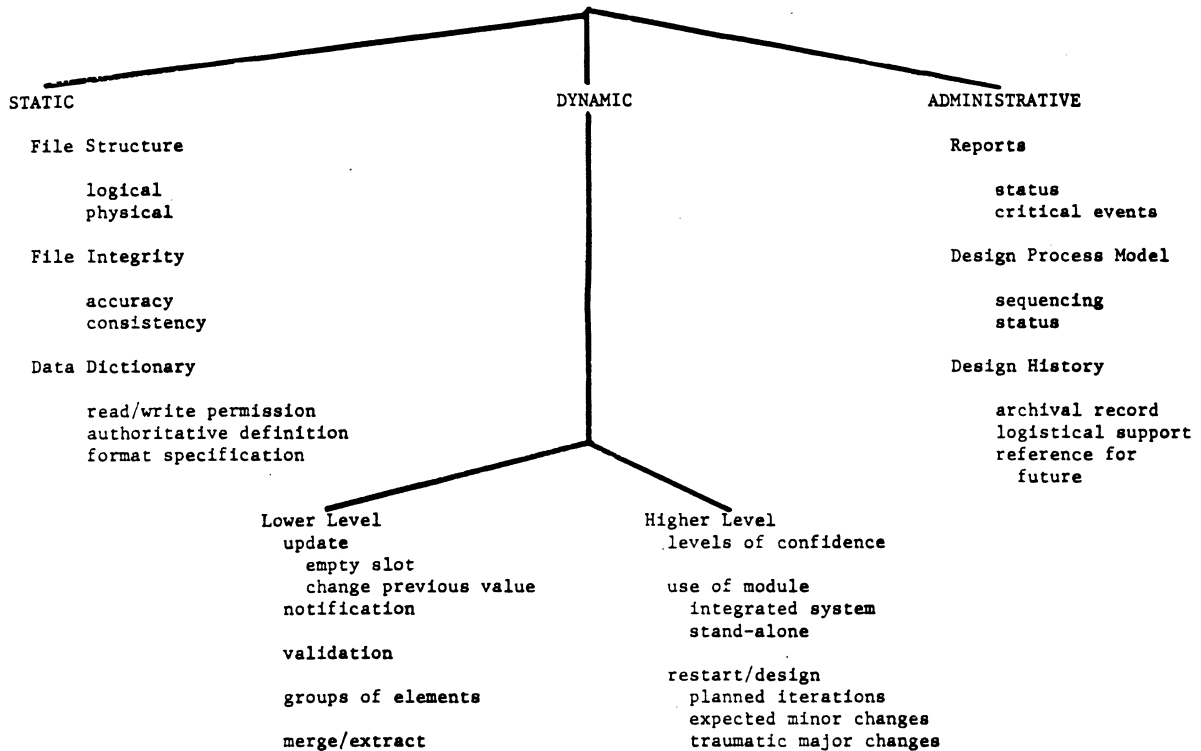 STATIC
File Structure
logical
physical
File Integrity
accuracy
consistency
Data Dictionary
read/write permission
authoritative definition
format specification
DYNAMIC
Lower Level
update
empty slot
change previous value
notification
validation
groups of elements
merge/extract
Higher Level
levels of confidence
use of module
integrated system
stand-alone
restart/design
planned iterations
expected minor changes
traumatic major changes
ADMINISTRATIVE
Reports
status
critical events
Design Process Model
sequencing
status
Design History
archival record
logistical support
reference for
future